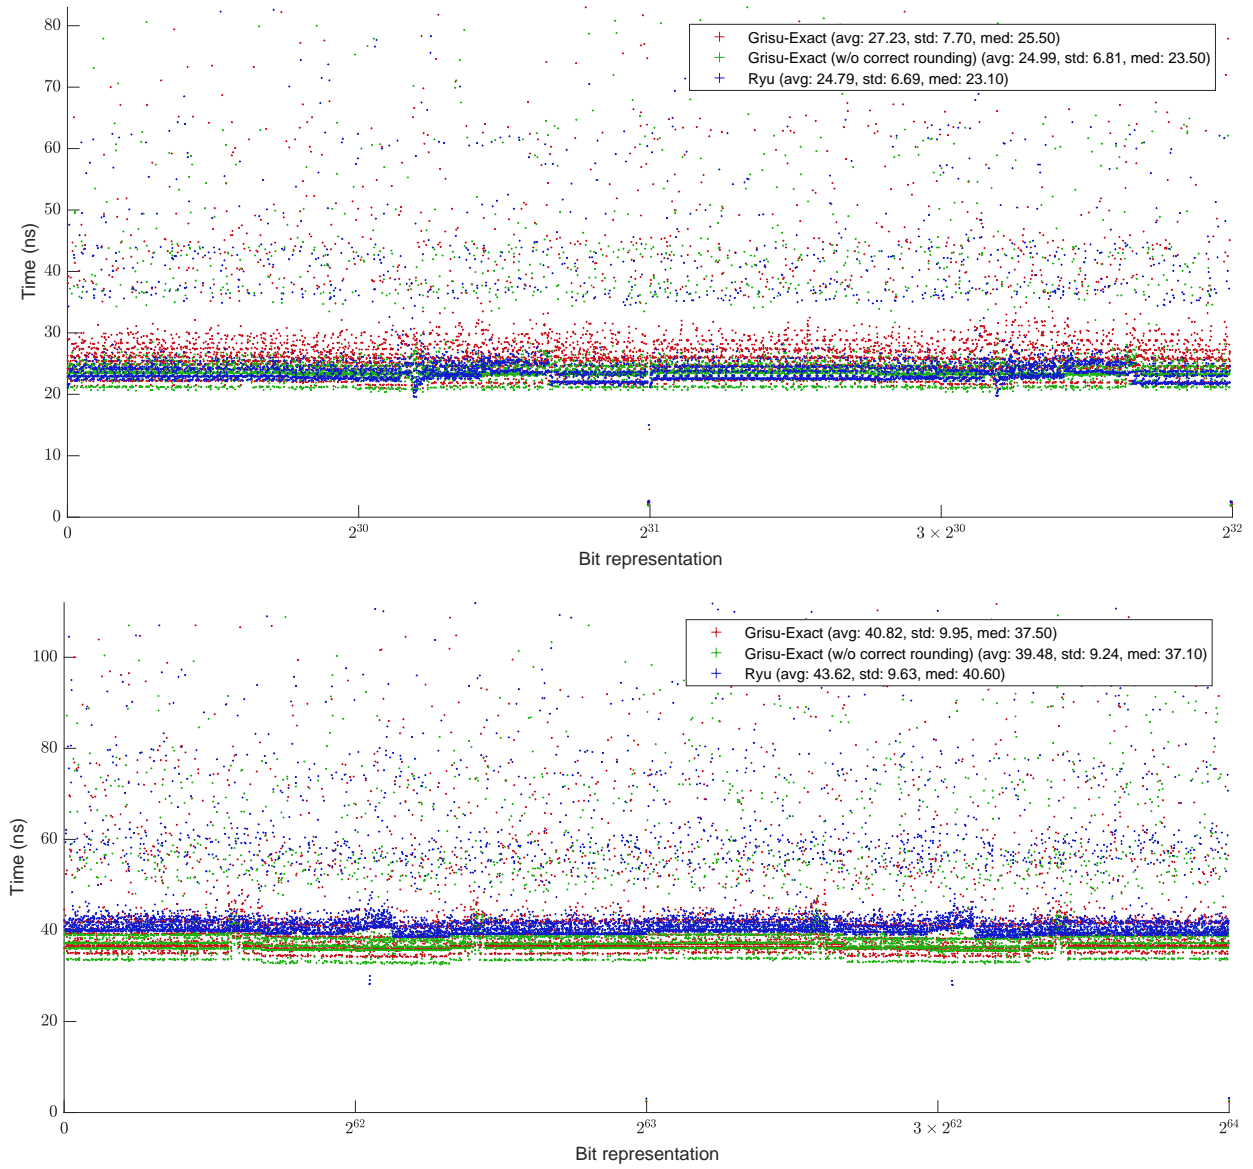 80
70
60
50
40
30
20
10
0
Time (ns)
Grisu-Exact (avg: 27.23, std: 7.70, med: 25.50)
Grisu-Exact (w/o correct rounding) (avg: 24.99, std: 6.81, med: 23.50)
Ryu (avg: 24.79, std: 6.69, med: 23.10)
0 2^30 2^31 3 × 2^30 2^32
Bit representation
100
80
60
40
20
0
Time (ns)
Grisu-Exact (avg: 40.82, std: 9.95, med: 37.50)
Grisu-Exact (w/o correct rounding) (avg: 39.48, std: 9.24, med: 37.10)
Ryu (avg: 43.62, std: 9.63, med: 40.60)
0 2^62 2^63 3 × 2^62 2^64
Bit representation